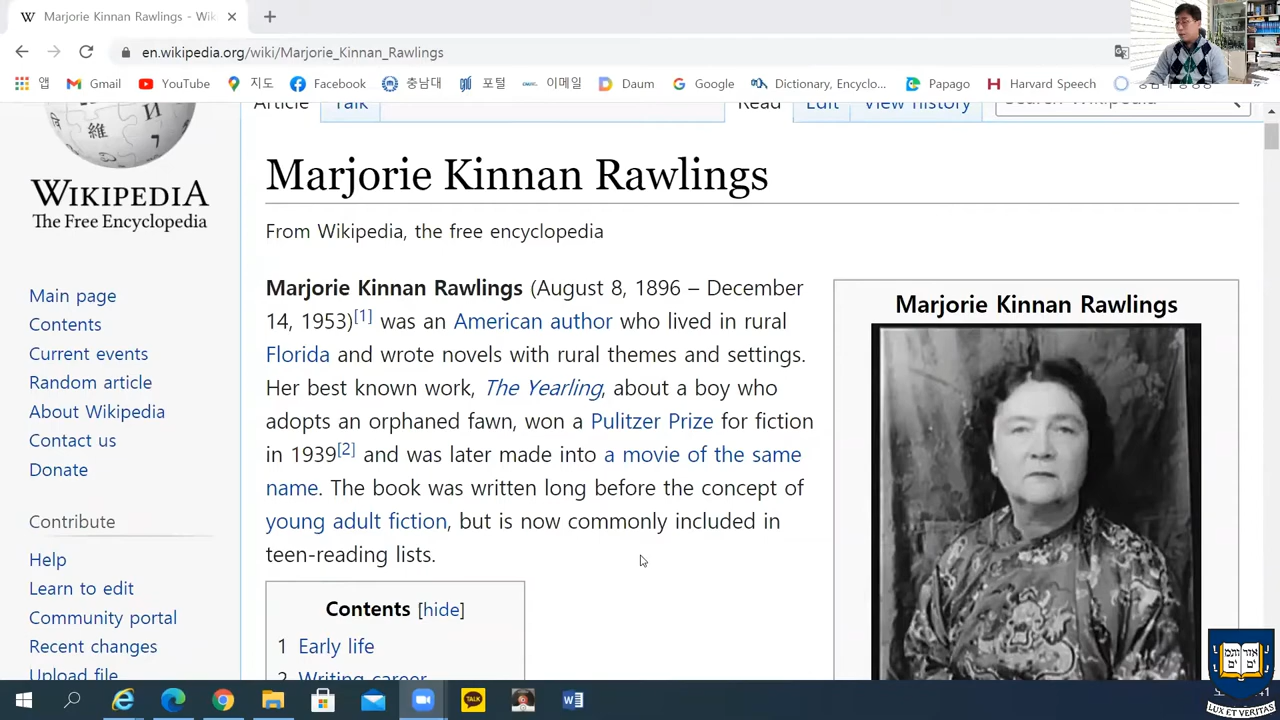 Marjorie Kinnan Rawlings - Wik
en.wikipedia.org/wiki/Marjorie_Kinnan_Rawlings
앱 Gmail YouTube 지도 Facebook 충남대 포털 이메일 Daum Google Dictionary, Encyclo... Papago Harvard Speech
Article Talk Read Edit View history Search Wikipedia
WIKIPEDIA
The Free Encyclopedia
Main page
Contents
Current events
Random article
About Wikipedia
Contact us
Donate
Contribute
Help
Learn to edit
Community portal
Recent changes
Upload file
Marjorie Kinnan Rawlings
From Wikipedia, the free encyclopedia
Marjorie Kinnan Rawlings (August 8, 1896 – December
14, 1953)[1] was an American author who lived in rural
Florida and wrote novels with rural themes and settings.
Her best known work, The Yearling, about a boy who
adopts an orphaned fawn, won a Pulitzer Prize for fiction
in 1939[2] and was later made into a movie of the same
name. The book was written long before the concept of
young adult fiction, but is now commonly included in
teen-reading lists.
Contents [hide]
1 Early life
2 Writing career
Marjorie Kinnan Rawlings
TALK
LUX ET VERITAS